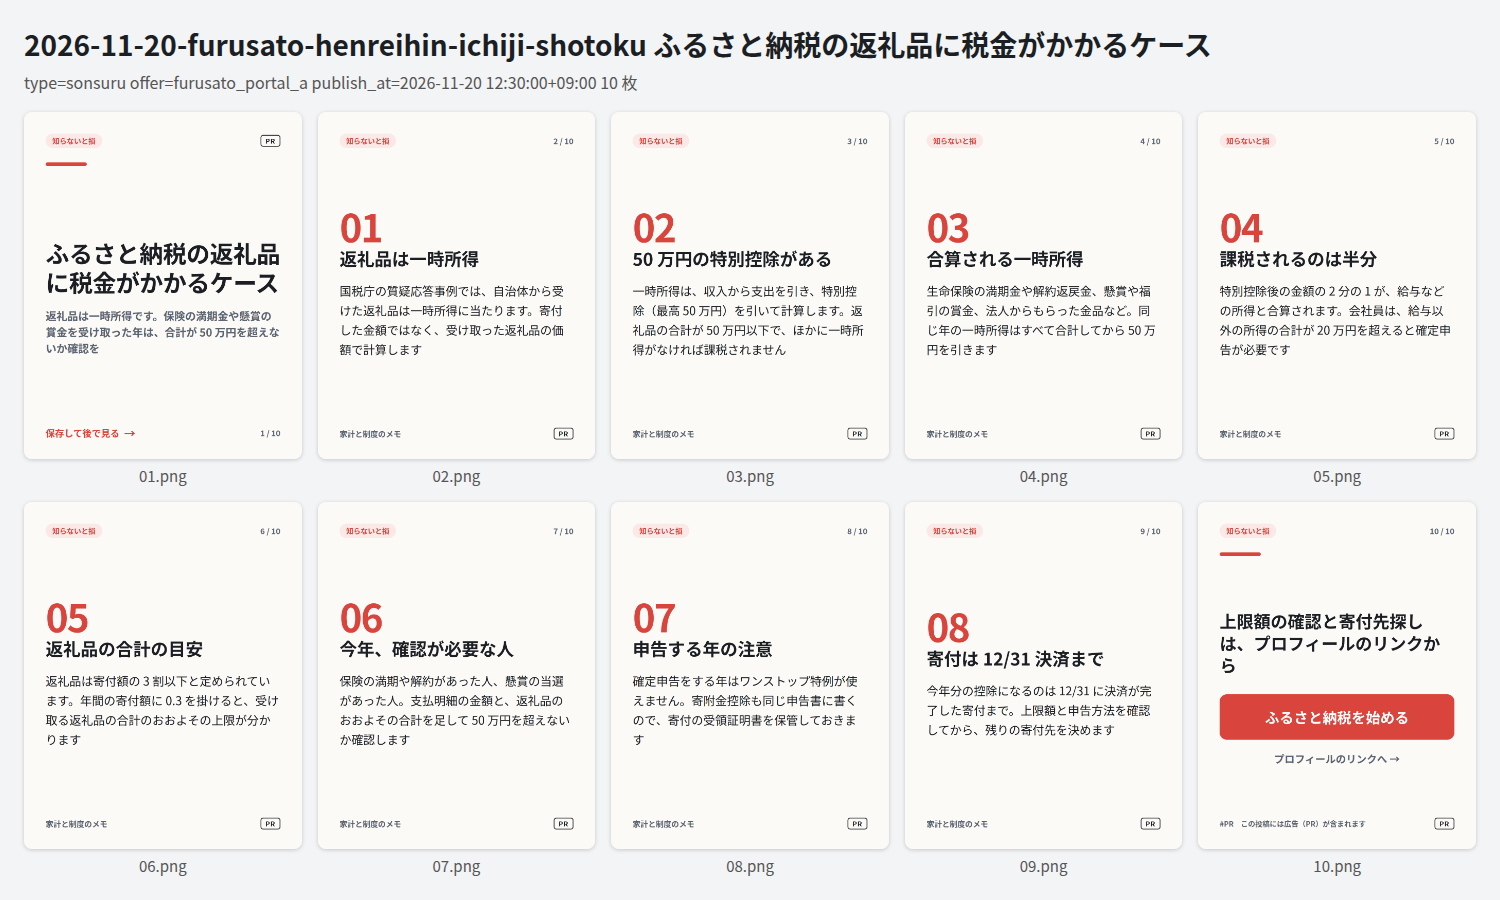 2026-11-20-furusato-henreihin-ichiji-shotoku ふるさと納税の返礼品に税金がかかるケース
type=sonsuru offer=furusato_portal_a publish_at=2026-11-20 12:30:00+09:00 10 枚
知らないと損
PR
ふるさと納税の返礼品
に税金がかかるケース
返礼品は一時所得です。保険の満期金や懸賞の
賞金を受け取った年は、合計が 50 万円を超えな
いか確認を
保存して後で見る →
1 / 10
01.png
知らないと損
2 / 10
01
返礼品は一時所得
国税庁の質疑応答事例では、自治体から受
けた返礼品は一時所得に当たります。寄付
した金額ではなく、受け取った返礼品の価
額で計算します
家計と制度のメモ
PR
02.png
知らないと損
3 / 10
02
50 万円の特別控除がある
一時所得は、収入から支出を引き、特別控
除（最高 50 万円）を引いて計算します。返
礼品の合計が 50 万円以下で、ほかに一時所
得がなければ課税されません
家計と制度のメモ
PR
03.png
知らないと損
4 / 10
03
合算される一時所得
生命保険の満期金や解約返戻金、懸賞や福
引の賞金、法人からもらった金品など。同
じ年の一時所得はすべて合計してから 50 万
円を引きます
家計と制度のメモ
PR
04.png
知らないと損
5 / 10
04
課税されるのは半分
特別控除後の金額の 2 分の 1 が、給与など
の所得と合算されます。会社員は、給与以
外の所得の合計が 20 万円を超えると確定申
告が必要です
家計と制度のメモ
PR
05.png
知らないと損
6 / 10
05
返礼品の合計の目安
返礼品は寄付額の 3 割以下と定められてい
ます。年間の寄付額に 0.3 を掛けると、受け
取る返礼品の合計のおおよその上限が分か
ります
家計と制度のメモ
PR
06.png
知らないと損
7 / 10
06
今年、確認が必要な人
保険の満期や解約があった人、懸賞の当選
があった人。支払明細の金額と、返礼品の
おおよその合計を足して 50 万円を超えない
か確認します
家計と制度のメモ
PR
07.png
知らないと損
8 / 10
07
申告する年の注意
確定申告をする年はワンストップ特例が使
えません。寄附金控除も同じ申告書に書く
ので、寄付の受領証明書を保管しておきま
す
家計と制度のメモ
PR
08.png
知らないと損
9 / 10
08
寄付は 12/31 決済まで
今年分の控除になるのは 12/31 に決済が完
了した寄付まで。上限額と申告方法を確認
してから、残りの寄付先を決めます
家計と制度のメモ
PR
09.png
知らないと損
10 / 10
上限額の確認と寄付先探し
は、プロフィールのリンクか
ら
ふるさと納税を始める
プロフィールのリンクへ →
#PR この投稿には広告（PR）が含まれます
PR
10.png